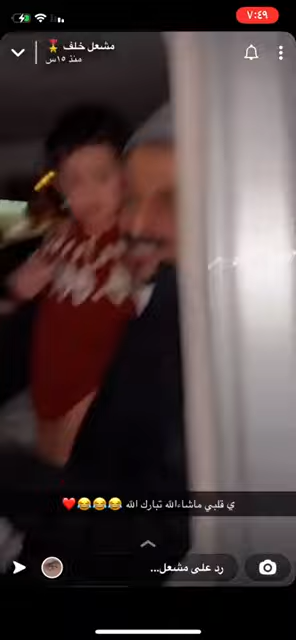 ٧:٤٩
مشعل خلف 🎖️
منذ ١٥س
ي قلبي ماشاءالله تبارك الله 😂😂😂❤️
رد على مشعل...